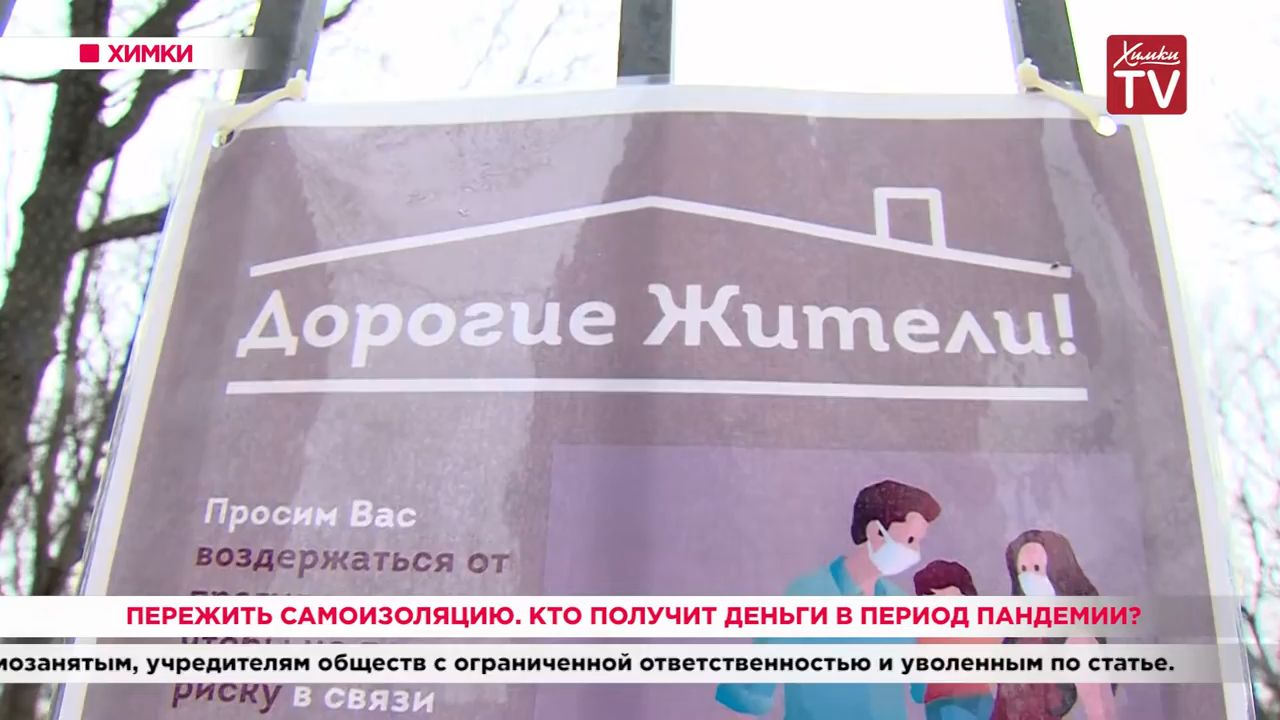 ХИМКИ
Химки
TV
Дорогие Жители!
Просим Вас
воздержаться от
риску в связи
ПЕРЕЖИТЬ САМОИЗОЛЯЦИЮ. КТО ПОЛУЧИТ ДЕНЬГИ В ПЕРИОД ПАНДЕМИИ?
мозанятым, учредителям обществ с ограниченной ответственностью и уволенным по статье.